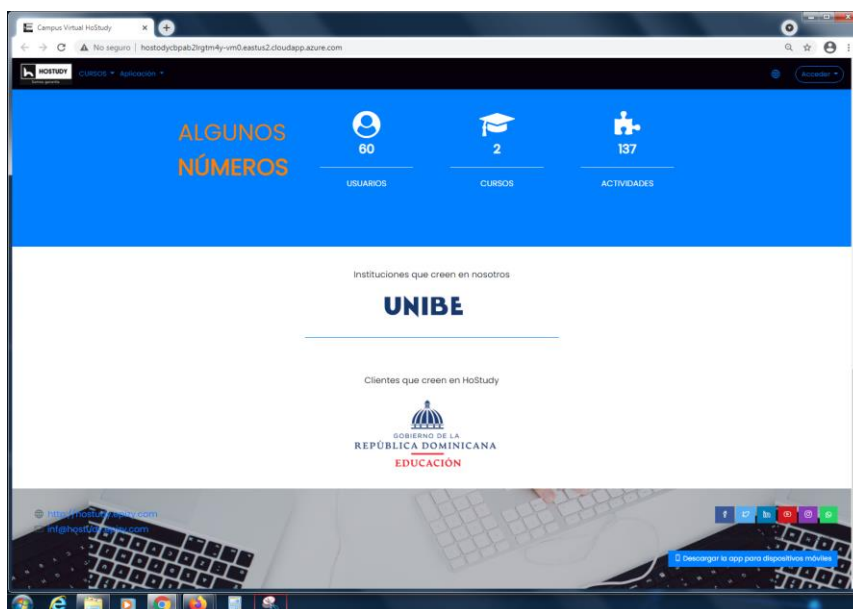 Campus Virtual HoStudy
No seguro | hostodycbpab2lrgtm4y-vm0.eastus2.cloudapp.azure.com
HOSTUDY
CURSOS
Aplicación
Acceder
ALGUNOS
NÚMEROS
60
USUARIOS
2
CURSOS
137
ACTIVIDADES
Instituciones que creen en nosotros
UNIBE
Clientes que creen en HoStudy
GOBIERNO DE LA
REPÚBLICA DOMINICANA
EDUCACIÓN
Descargar la app para dispositivos móviles